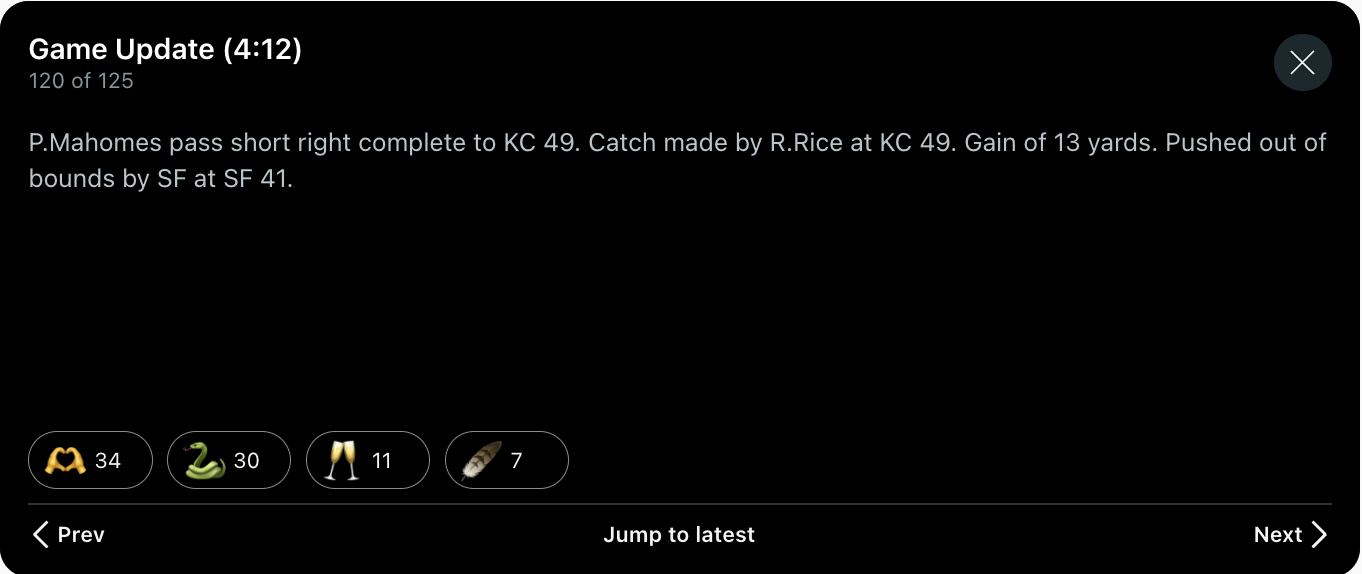 Game Update (4:12)
120 of 125
P.Mahomes pass short right complete to KC 49. Catch made by R.Rice at KC 49. Gain of 13 yards. Pushed out of
bounds by SF at SF 41.
34
30
11
7
Prev
Jump to latest
Next